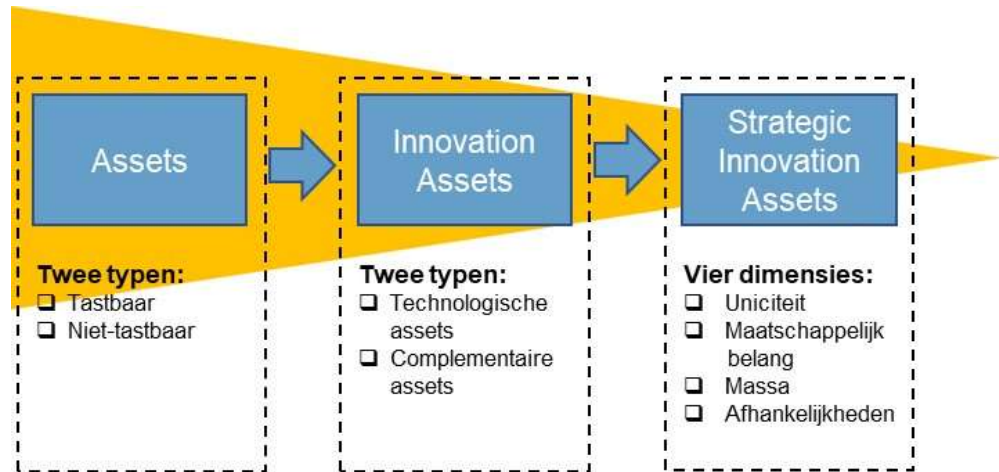 Assets
Twee typen:
❑ Tastbaar
❑ Niet-tastbaar
Innovation
Assets
Twee typen:
❑ Technologische
assets
❑ Complementaire
assets
Strategic
Innovation
Assets
Vier dimensies:
❑ Uniciteit
❑ Maatschappelijk
belang
❑ Massa
❑ Afhankelijkheden